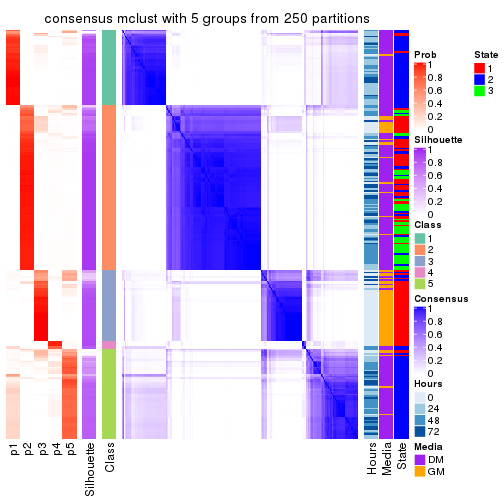 consensus mclust with 5 groups from 250 partitions
Prob
1
0.8
0.6
0.4
0.2
0
State
1
2
3
Silhouette
1
0.8
0.6
0.4
0.2
0
Class
1
2
3
4
5
Consensus
1
0.8
0.6
0.4
0.2
0
Hours
0
24
48
72
Media
DM
GM
p1
p2
p3
p4
p5
Silhouette
Class
Hours
Media
State